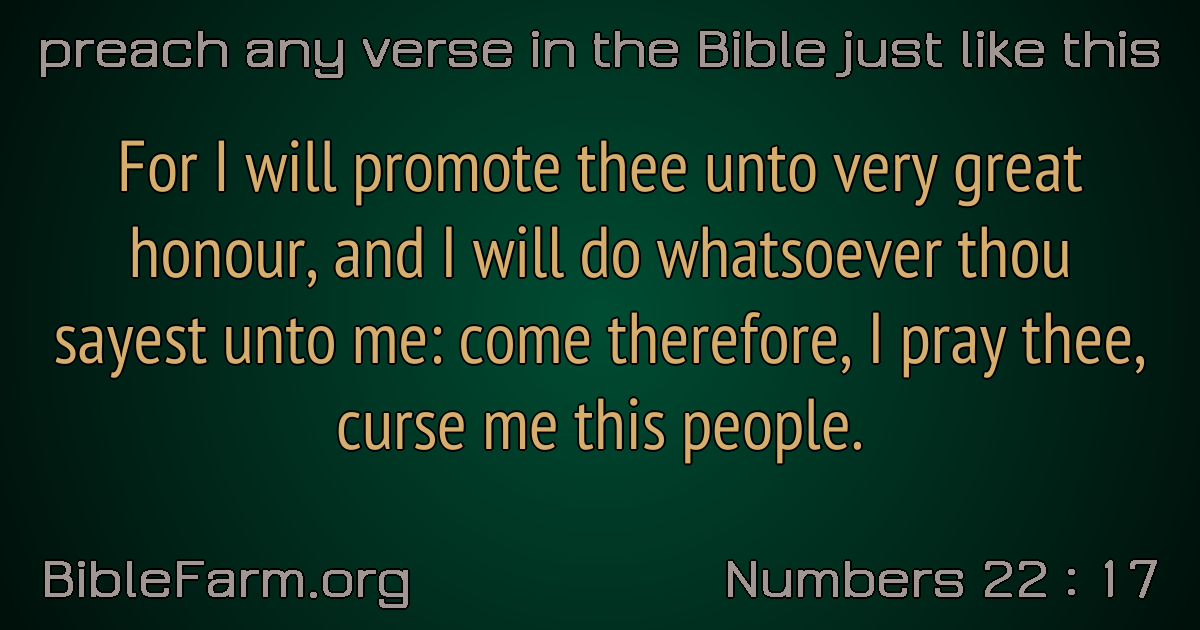 preach any verse in the Bible just like this
For I will promote thee unto very great
honour, and I will do whatsoever thou
sayest unto me: come therefore, I pray thee,
curse me this people.
BibleFarm.org
Numbers 22 : 17